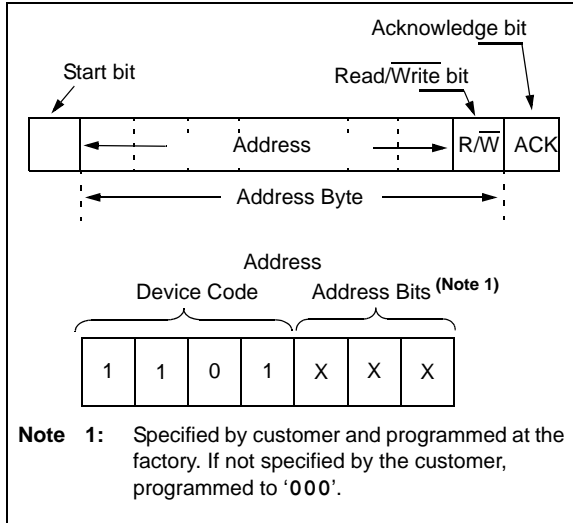 Acknowledge bit
Start bit
Read/Write bit
Address R/W ACK
Address Byte
Address
Device Code Address Bits (Note 1)
1 1 0 1 X X X
Note 1: Specified by customer and programmed at the
factory. If not specified by the customer,
programmed to ‘000’.